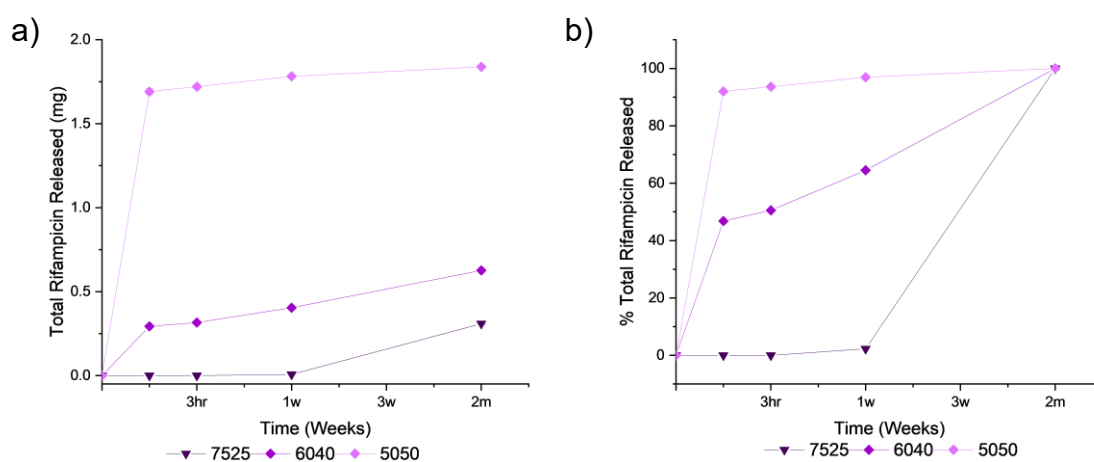 a)
Total Rifampicin Released (mg)
2.0
1.5
1.0
0.5
0.0
3hr 1w 3w 2m
Time (Weeks)
7525 6040 5050
b)
% Total Rifampicin Released
100
80
60
40
20
0
3hr 1w 3w 2m
Time (Weeks)
7525 6040 5050